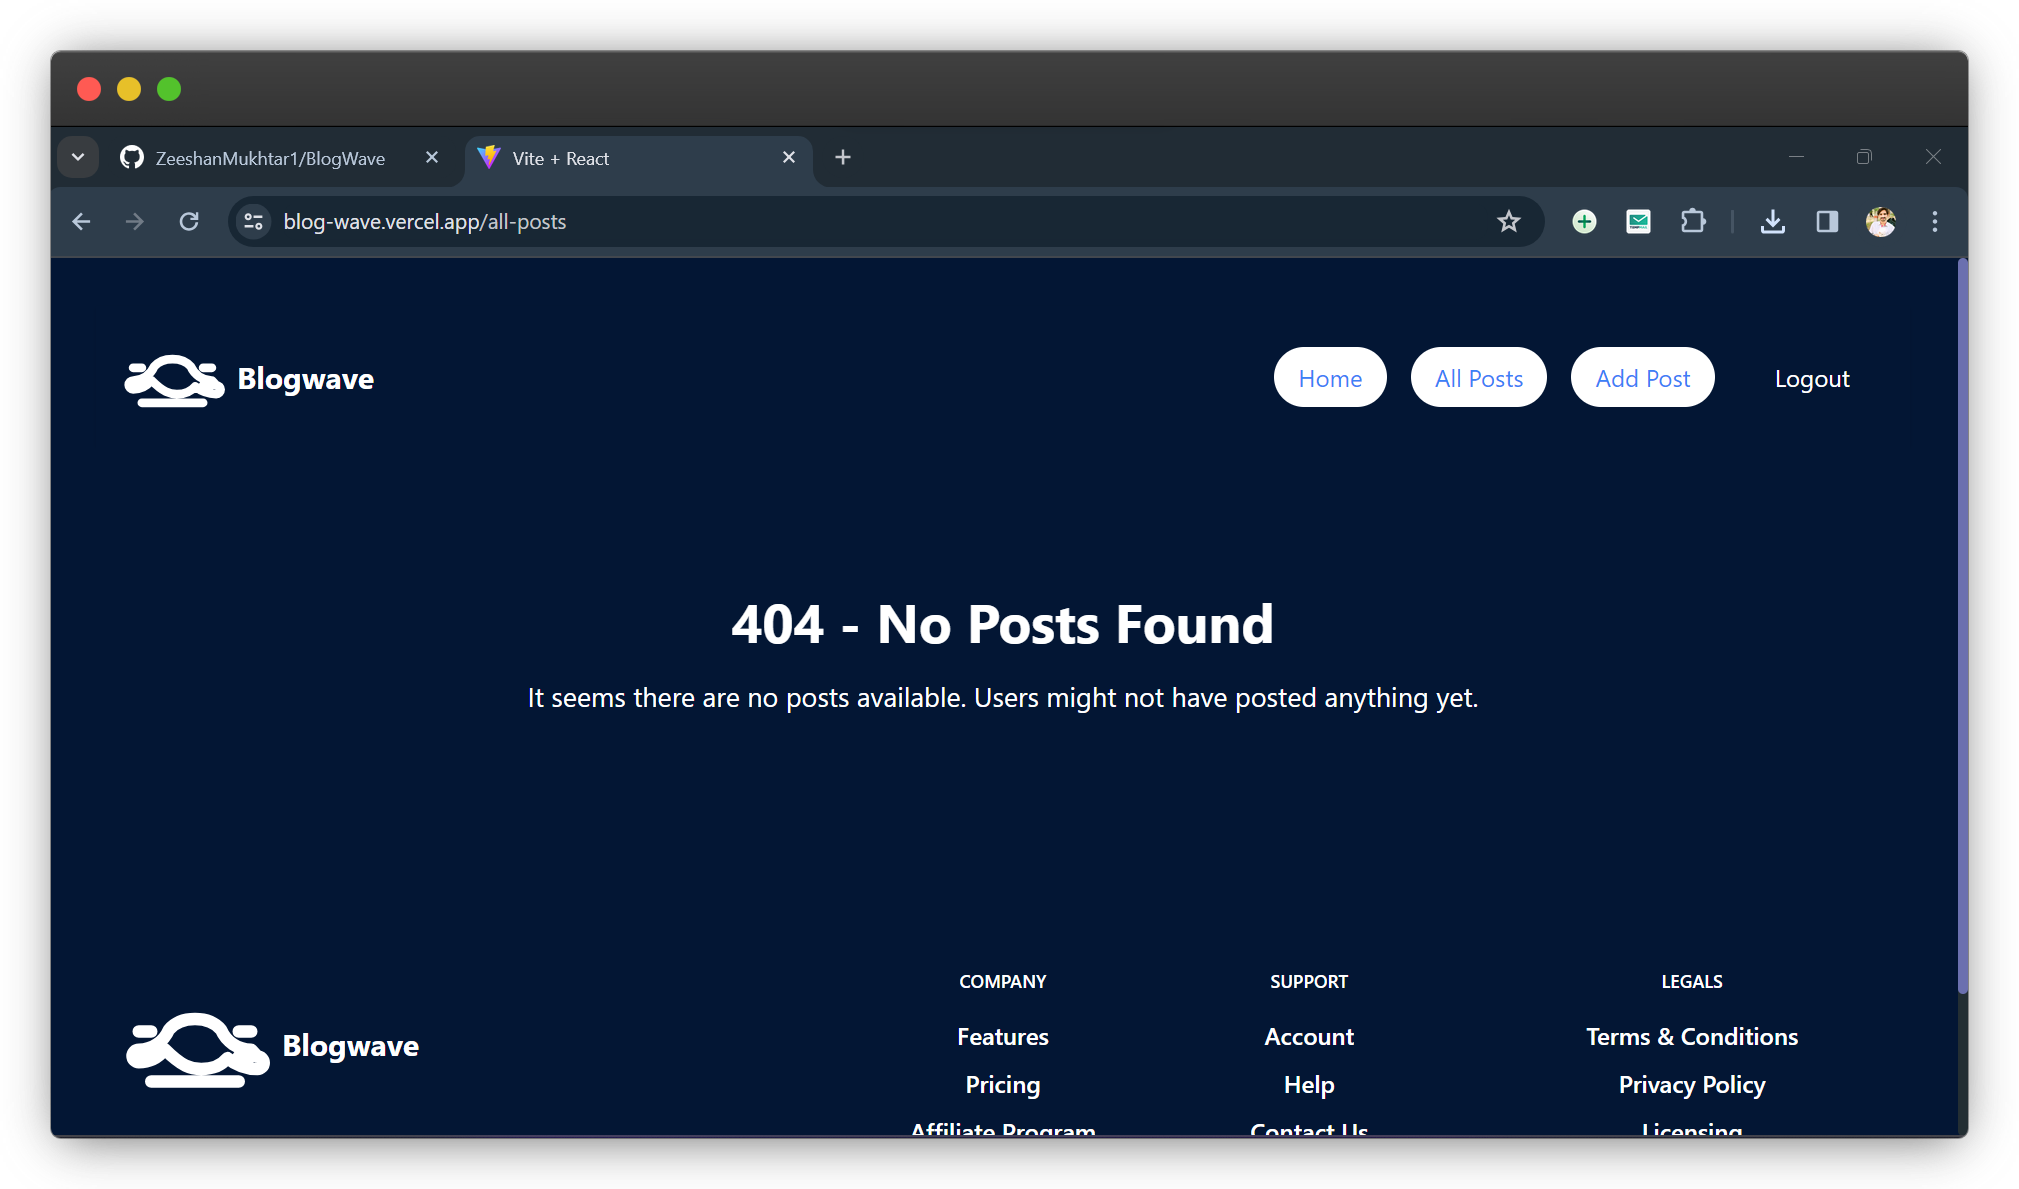 ZeeshanMukhtar1/BlogWave
Vite + React
blog-wave.vercel.app/all-posts
Blogwave
Home
All Posts
Add Post
Logout
404 - No Posts Found
It seems there are no posts available. Users might not have posted anything yet.
Blogwave
COMPANY
Features
Pricing
Affiliate Program
SUPPORT
Account
Help
Contact Us
LEGALS
Terms & Conditions
Privacy Policy
Licensing